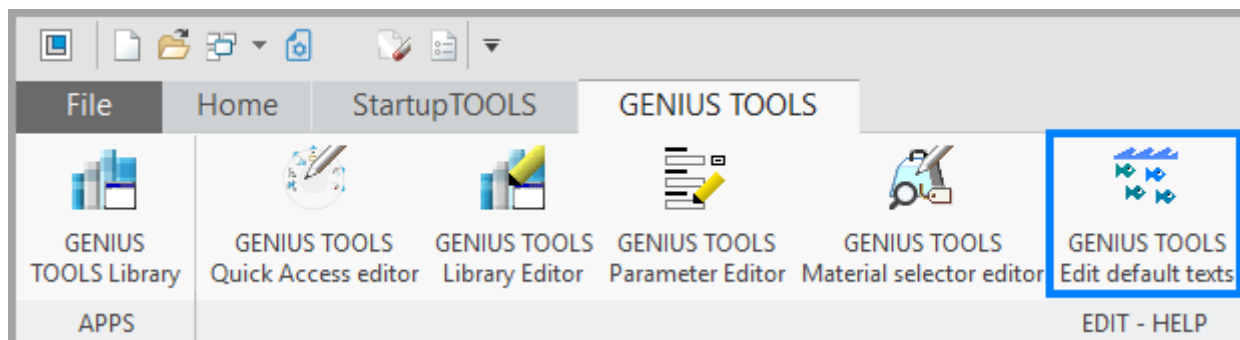 File Home StartupTOOLS GENIUS TOOLS
GENIUS
TOOLS Library
GENIUS TOOLS
Quick Access editor
GENIUS TOOLS
Library Editor
GENIUS TOOLS
Parameter Editor
GENIUS TOOLS
Material selector editor
GENIUS TOOLS
Edit default texts
APPS
EDIT - HELP